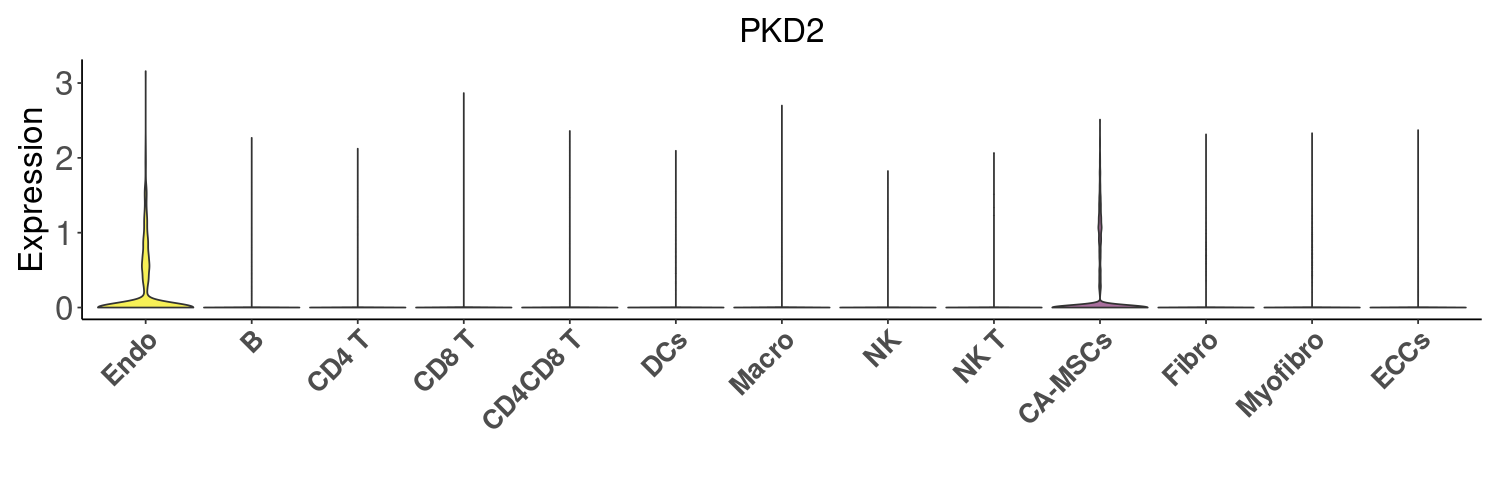 PKD2
Expression
3
2
1
0
Endo
B
CD4 T
CD8 T
CD4CD8 T
DCs
Macro
NK
NK T
CA-MSCs
Fibro
Myofibro
ECCs